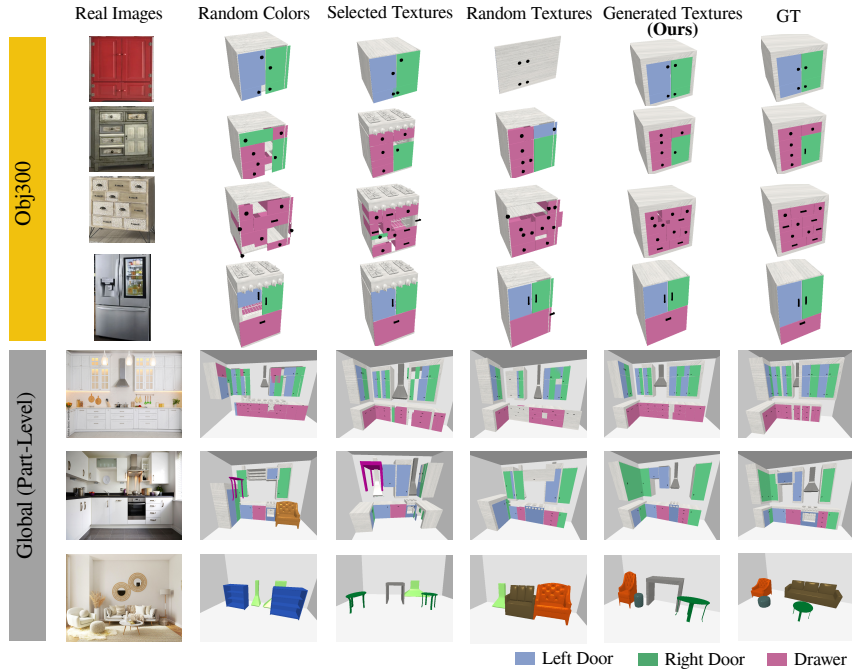 Real Images
Random Colors
Selected Textures
Random Textures
Generated Textures
(Ours)
GT
Obj300
Global (Part-Level)
Left Door
Right Door
Drawer